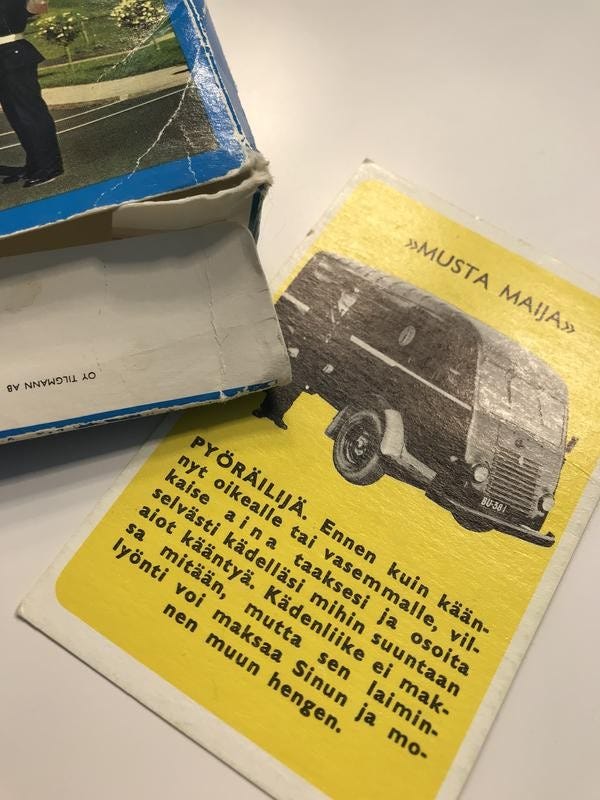 »MUSTA MAIJA»
BU-381
PYÖRÄILIJÄ. Ennen kuin kään-
nyt oikealle tai vasemmalle, vil-
kaise aina taaksesi ja osoita
selvästi kädelläsi mihin suuntaan
aiot kääntyä. Kädenliike ei mak-
sa mitään, mutta sen laimin-
lyönti voi maksaa Sinun ja mo-
nen muun hengen.
OY TILGMANN AB